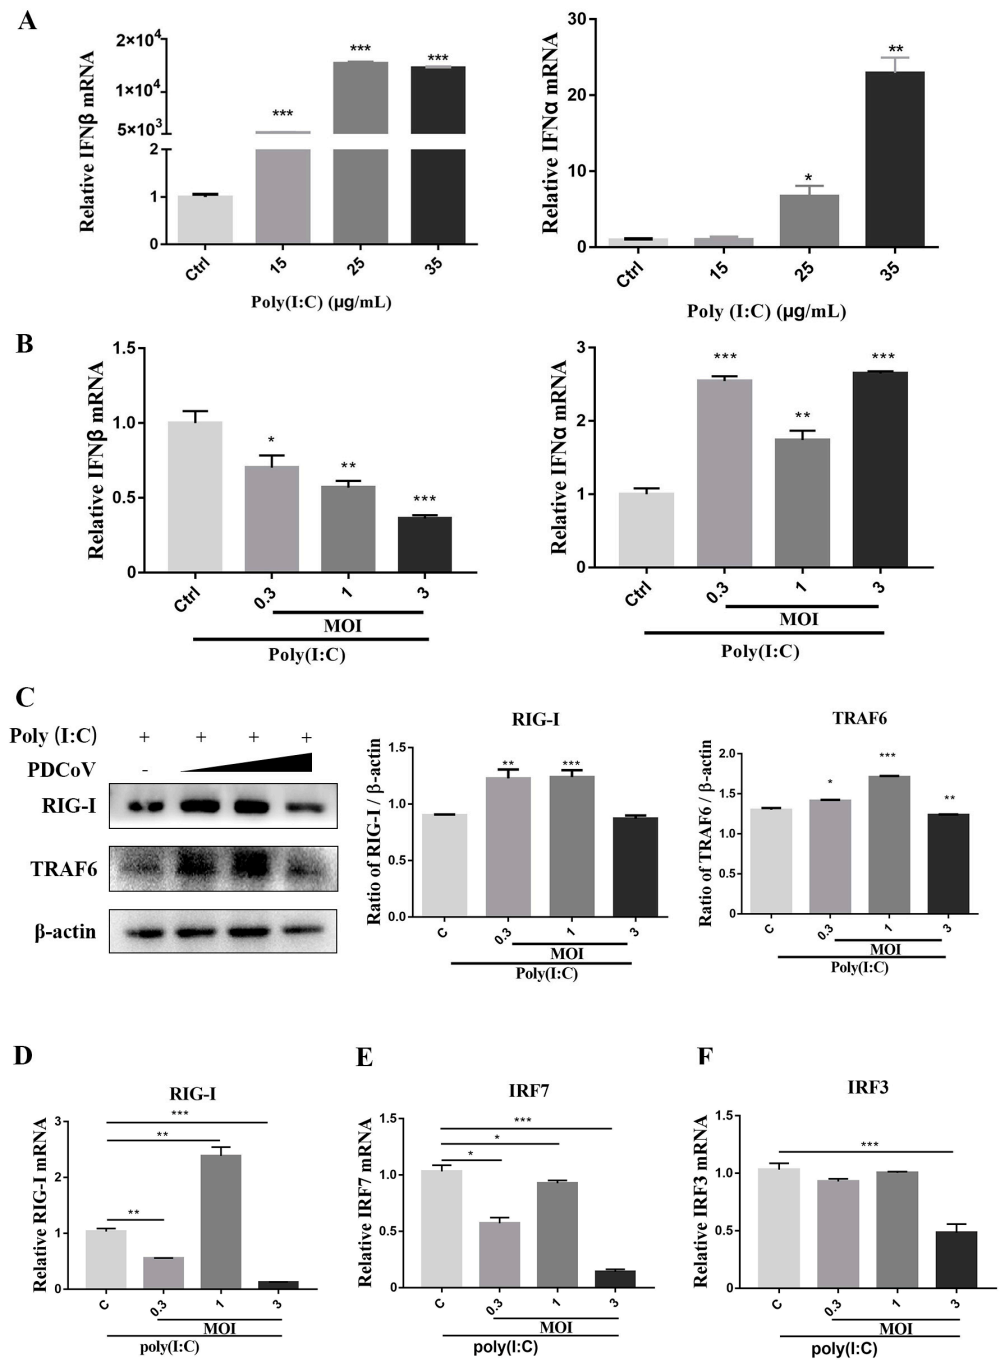 A
Relative IFNβ mRNA
2×10⁴
1×10⁴
5×10³
2
1
0
***
***
***
Ctrl
15
25
35
Poly(I:C) (µg/mL)
Relative IFNα mRNA
30
20
10
0
*
**
Ctrl
15
25
35
Poly (I:C) (µg/mL)
B
Relative IFNβ mRNA
1.5
1.0
0.5
0
*
**
***
Ctrl
0.3
1
3
MOI
Poly(I:C)
Relative IFNα mRNA
3
2
1
0
***
**
***
Ctrl
0.3
1
3
MOI
Poly(I:C)
C
Poly (I:C) + + + +
PDCoV -
RIG-I
TRAF6
β-actin
RIG-I
Ratio of RIG-I / β-actin
1.5
1.0
0.5
0.0
**
***
C
0.3
1
3
MOI
Poly(I:C)
TRAF6
Ratio of TRAF6 / β-actin
2.0
1.5
1.0
0.5
0
*
***
**
C
0.3
1
3
MOI
Poly(I:C)
D
RIG-I
Relative RIG-I mRNA
3
2
1
0
***
**
**
C
0.3
1
3
MOI
poly(I:C)
E
IRF7
Relative IRF7 mRNA
1.5
1.0
0.5
0
***
*
*
C
0.3
1
3
MOI
poly(I:C)
F
IRF3
Relative IRF3 mRNA
1.5
1.0
0.5
0
***
C
0.3
1
3
MOI
poly(I:C)